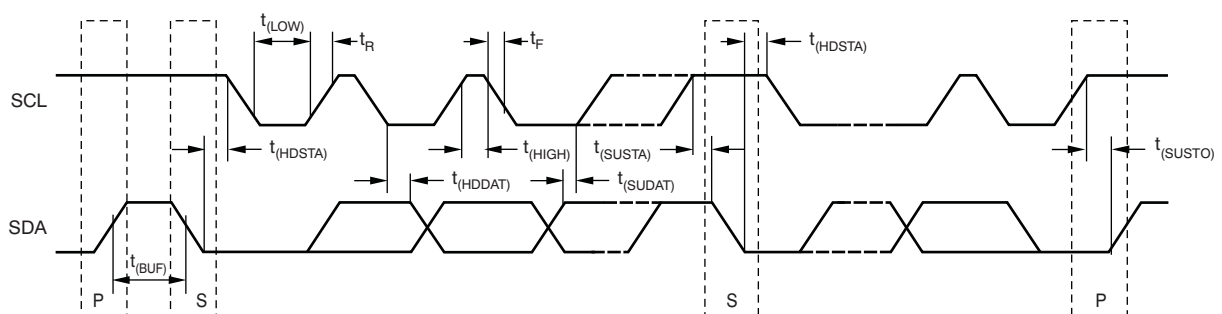 t(LOW)
tR
tF
t(HDSTA)
SCL
t(HDSTA)
t(HIGH)
t(SUSTA)
t(SUSTO)
t(HDDAT)
t(SUDAT)
SDA
t(BUF)
P
S
S
P